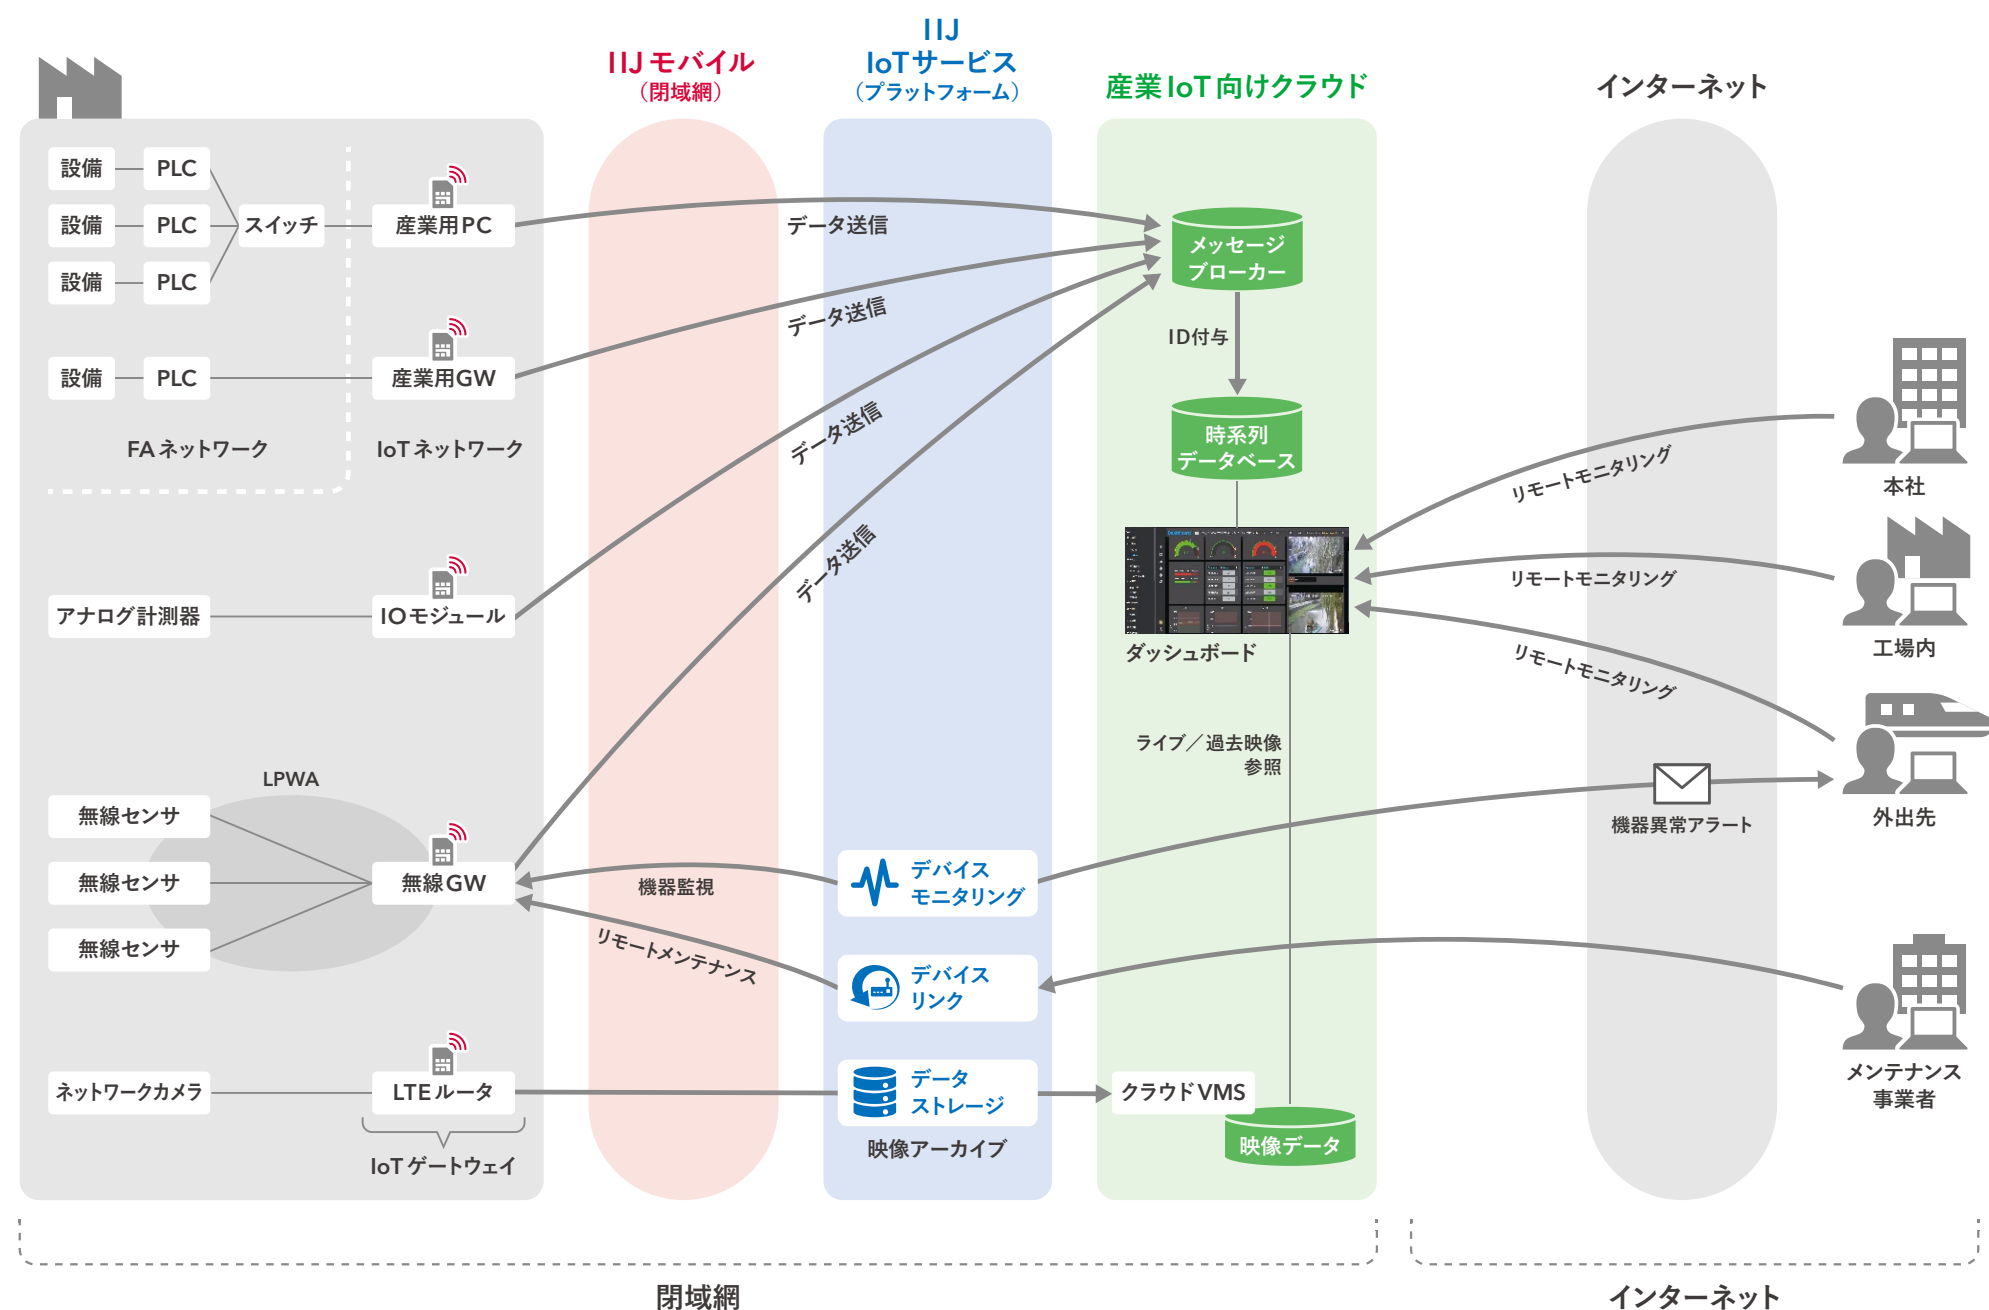 IIJモバイル
（閉域網）
IIJ
IoTサービス
（プラットフォーム）
産業IoT向けクラウド
インターネット
設備
PLC
設備
PLC
設備
PLC
スイッチ
産業用PC
設備
PLC
産業用GW
FAネットワーク
IoTネットワーク
アナログ計測器
IOモジュール
LPWA
無線センサ
無線センサ
無線センサ
無線GW
ネットワークカメラ
LTEルータ
IoTゲートウェイ
データ送信
データ送信
データ送信
データ送信
機器監視
リモートメンテナンス
デバイス
モニタリング
デバイス
リンク
データ
ストレージ
映像アーカイブ
メッセージ
ブローカー
ID付与
時系列
データベース
ダッシュボード
ライブ／過去映像
参照
クラウドVMS
映像データ
リモートモニタリング
リモートモニタリング
リモートモニタリング
機器異常アラート
本社
工場内
外出先
メンテナンス
事業者
閉域網
インターネット